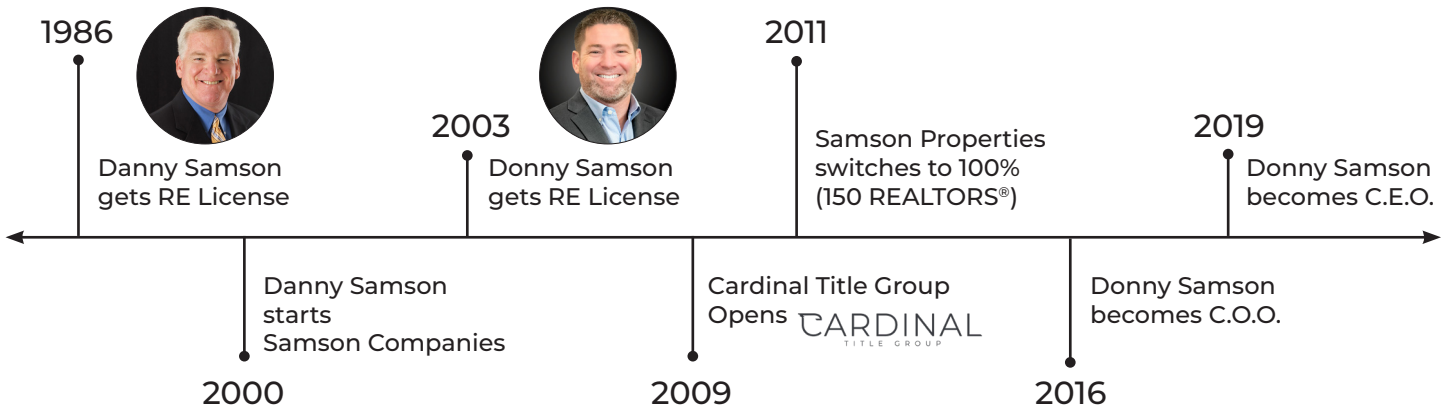 1986
Danny Samson
gets RE License
2000
Danny Samson
starts
Samson Companies
2003
Donny Samson
gets RE License
2009
Cardinal Title Group
Opens
CARDINAL
TITLE GROUP
2011
Samson Properties
switches to 100%
(150 REALTORS®)
2016
Donny Samson
becomes C.O.O.
2019
Donny Samson
becomes C.E.O.